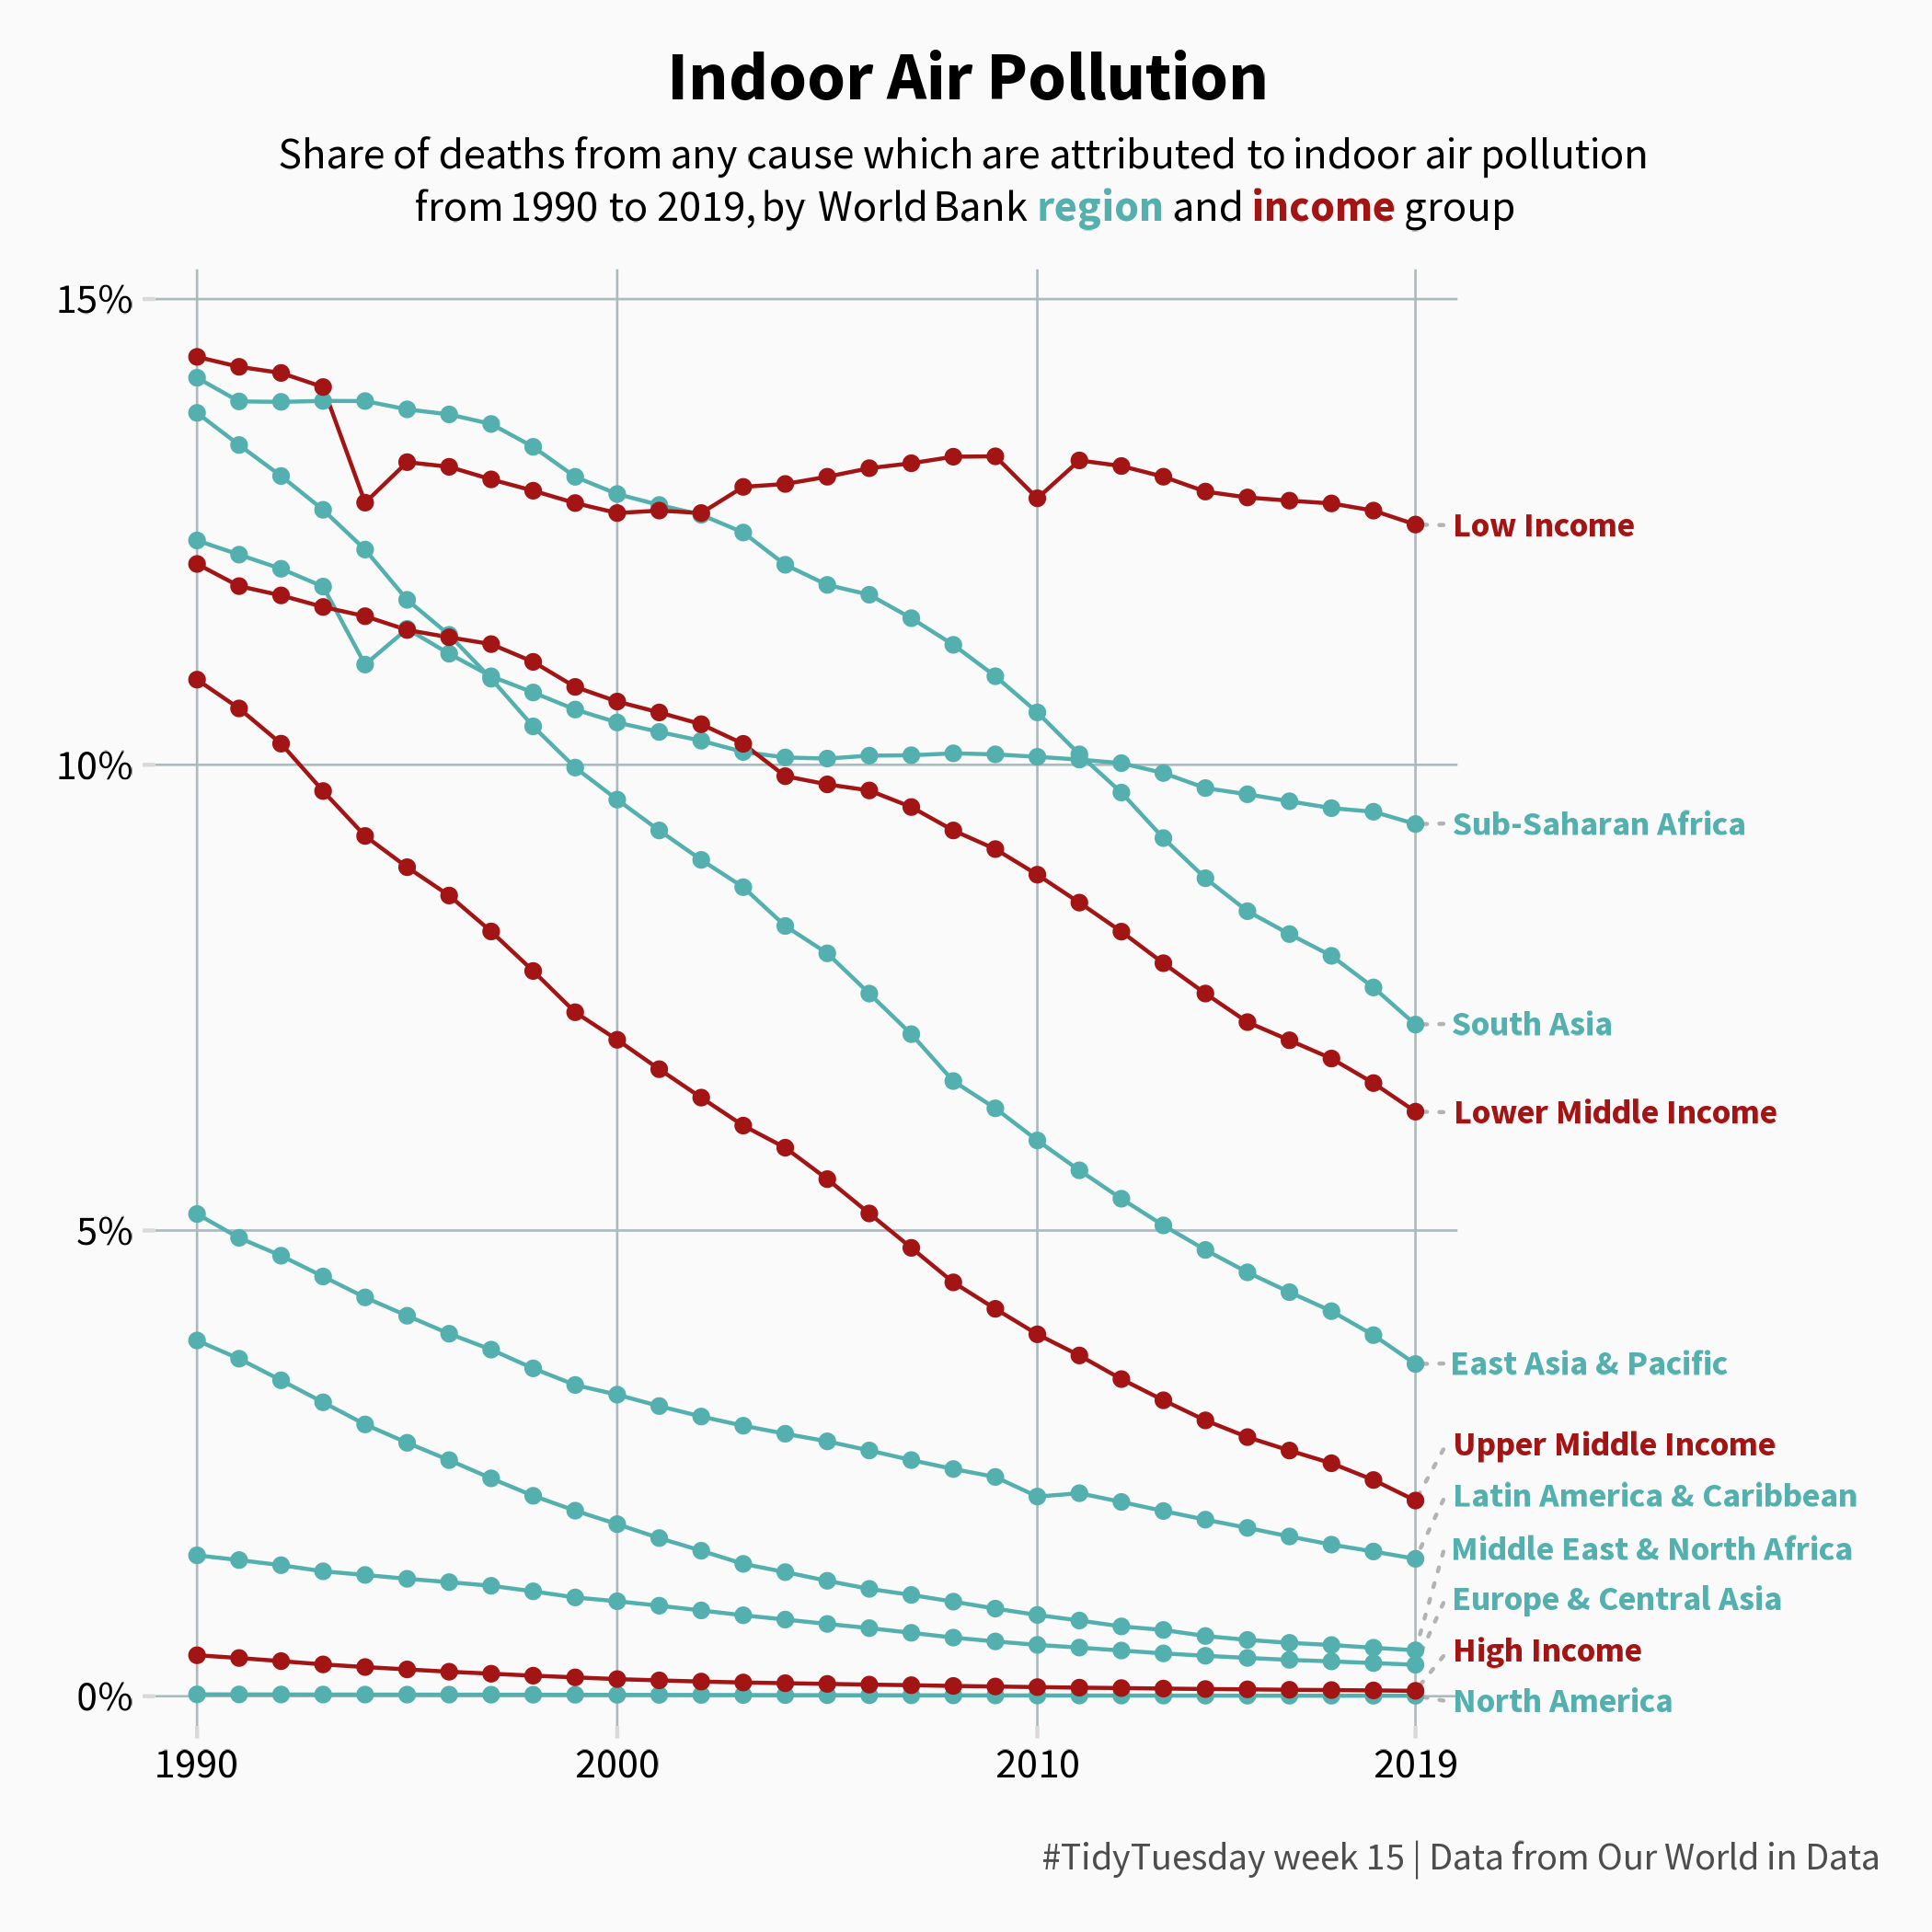 Indoor Air Pollution
Share of deaths from any cause which are attributed to indoor air pollution
from 1990 to 2019, by World Bank region and income group
15%
10%
5%
0%
Low Income
Sub-Saharan Africa
South Asia
Lower Middle Income
East Asia & Pacific
Upper Middle Income
Latin America & Caribbean
Middle East & North Africa
Europe & Central Asia
High Income
North America
1990 2000 2010 2019
#TidyTuesday week 15 | Data from Our World in Data